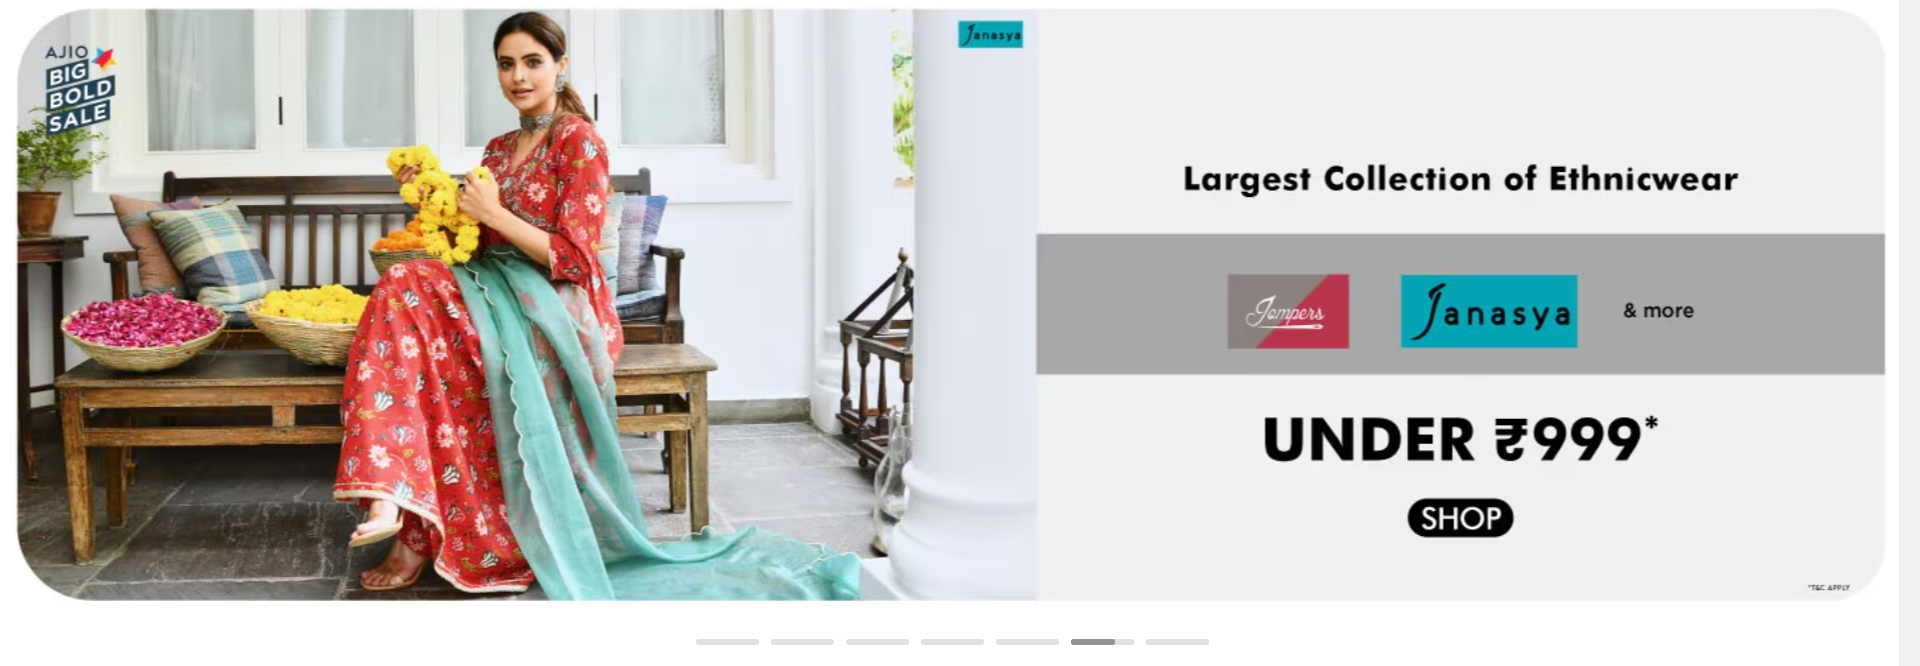 AJIO
BIG
BOLD
SALE
Janasya
Largest Collection of Ethnicwear
Jompers
Janasya
& more
UNDER ₹999*
SHOP
*T&C APPLY